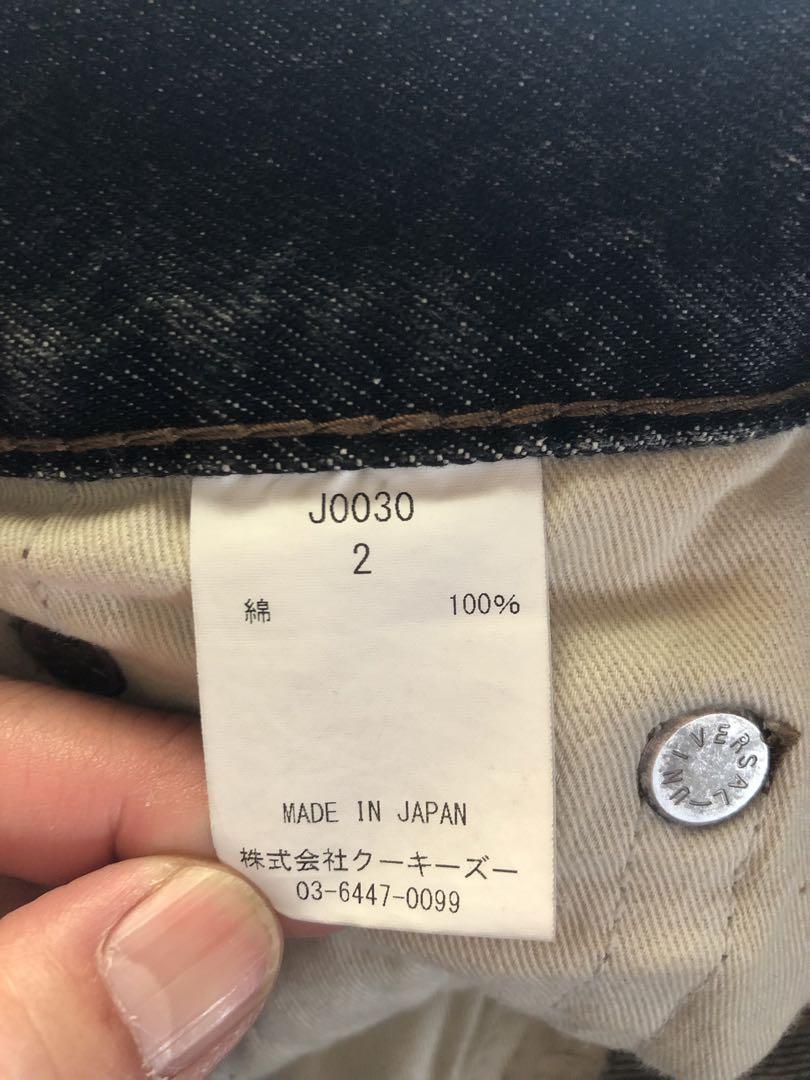 J0030
2
綿 100%
MADE IN JAPAN
株式会社クーキーズー
03-6447-0099
UNIVERSAL